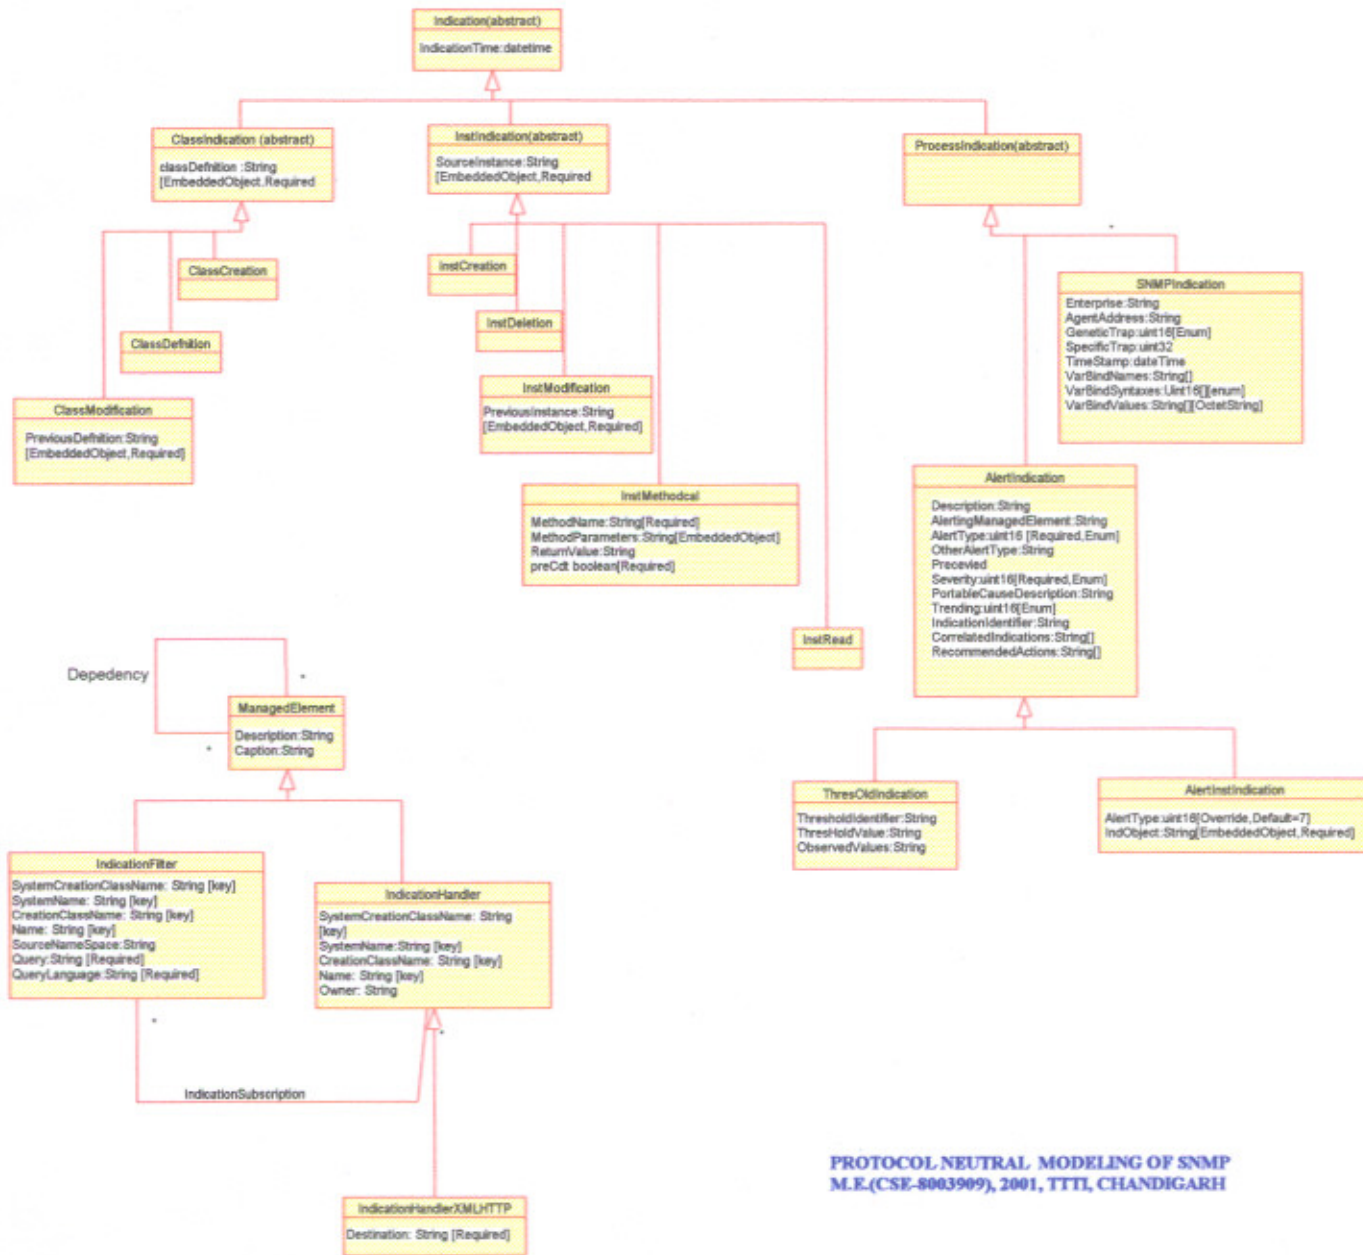 Indication(abstract)
IndicationTime:datetime
ClassIndication (abstract)
classDefnition :String
[EmbeddedObject.Required
InstIndication(abstract)
SourceInstance:String
[EmbeddedObject,Required
ProcessIndication(abstract)
*
ClassCreation
ClassDefnition
ClassModification
PreviousDefnition:String
[EmbeddedObject,Required]
InstCreation
InstDeletion
InstModification
PreviousInstance:String
[EmbeddedObject,Required]
InstMethodcal
MethodName:String[Required]
MethodParameters:String[EmbeddedObject]
ReturnValue:String
preCdt boolean[Required]
InstRead
SNMPIndication
Enterprise:String
AgentAddress:String
GeneticTrap:uint16[Enum]
SpecificTrap:uint32
TimeStamp:dateTime
VarBindNames:String[]
VarBindSyntaxes:Uint16[][enum]
VarBindValues:String[][OctetString]
AlertIndication
Description:String
AlertingManagedElement:String
AlertType:uint16 [Required,Enum]
OtherAlertType:String
Precevied
Severity:uint16[Required,Enum]
PortableCauseDescription:String
Trending:uint16[Enum]
IndicationIdentifier:String
CorrelatedIndications:String[]
RecommendedActions:String[]
ThresOldIndication
ThresholdIdentifier:String
ThresHoldValue:String
ObservedValues:String
AlertInstIndication
AlertType:uint16[Override,Default=7]
IndObject:String[EmbeddedObject,Required]
Depedency
*
*
ManagedElement
Description:String
Caption:String
IndicationFilter
SystemCreationClassName: String [key]
SystemName: String [key]
CreationClassName: String [key]
Name: String [key]
SourceNameSpace:String
Query:String [Required]
QueryLanguage:String [Required]
IndicationHandler
SystemCreationClassName: String
[key]
SystemName:String [key]
CreationClassName: String [key]
Name: String [key]
Owner: String
*
*
IndicationSubscription
IndicationHandlerXMLHTTP
Destination: String [Required]
PROTOCOL NEUTRAL MODELING OF SNMP
M.E.(CSE-8003909), 2001, TTTI, CHANDIGARH